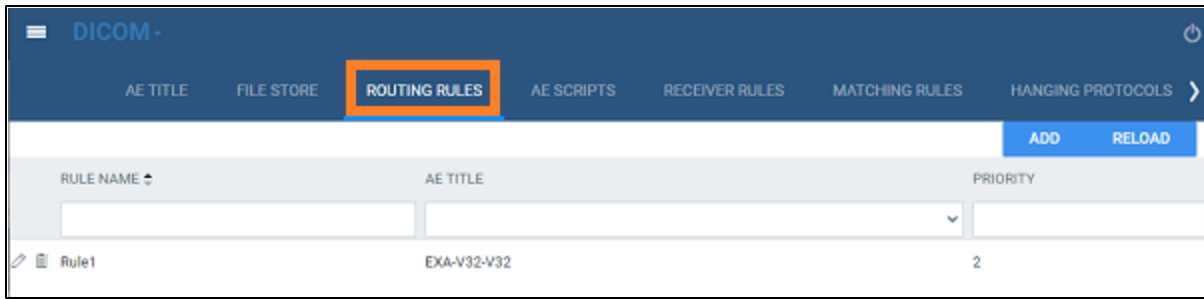 DICOM
AE TITLE FILE STORE ROUTING RULES AE SCRIPTS RECEIVER RULES MATCHING RULES HANGING PROTOCOLS
ADD RELOAD
RULE NAME AE TITLE PRIORITY
Rule1 EXA-V32-V32 2